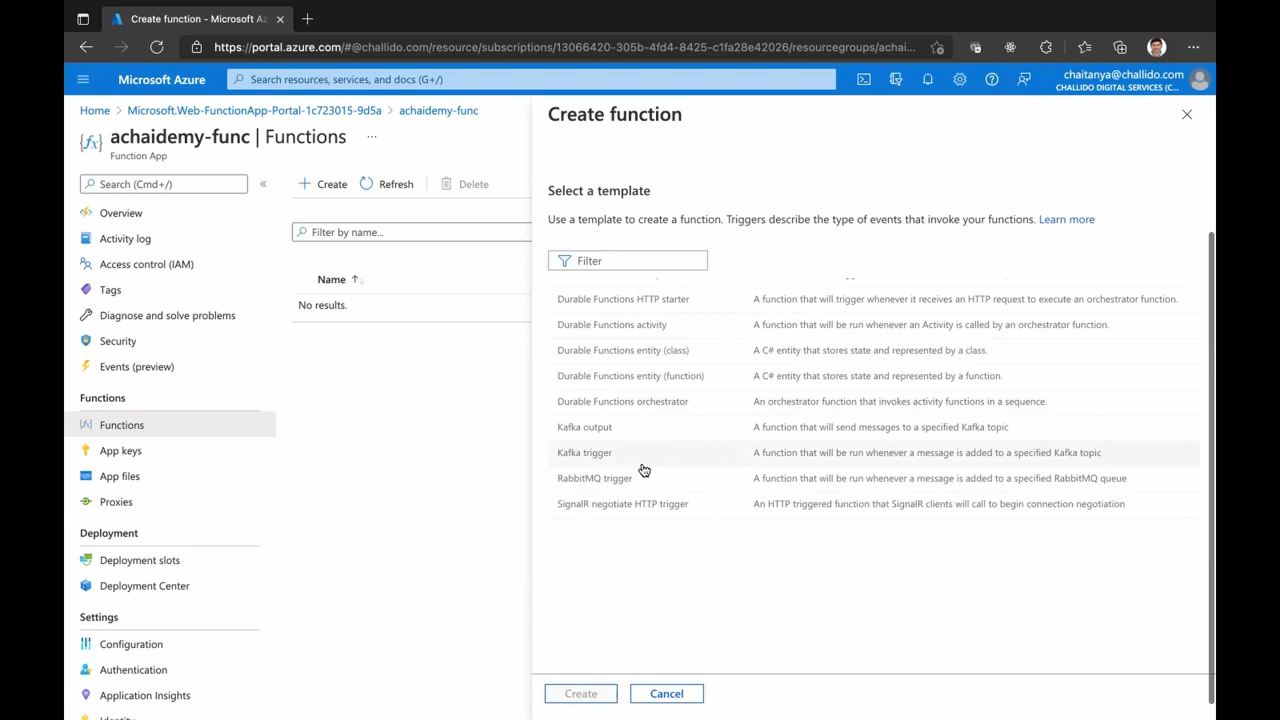 Create function - Microsoft Az
https://portal.azure.com/#@challido.com/resource/subscriptions/13066420-305b-4fd4-8425-c1fa28e42026/resourcegroups/achai...
Microsoft Azure
Search resources, services, and docs (G+/)
chaitanya@challido.com
CHALLIDO DIGITAL SERVICES (C...
Home > Microsoft.Web-FunctionApp-Portal-1c723015-9d5a > achaidemy-func
achaidemy-func | Functions ...
Function App
Search (Cmd+/)
«
Overview
Activity log
Access control (IAM)
Tags
Diagnose and solve problems
Security
Events (preview)
Functions
Functions
App keys
App files
Proxies
Deployment
Deployment slots
Deployment Center
Settings
Configuration
Authentication
Application Insights
Create
Refresh
Delete
Filter by name...
Name
No results.
Create function
Select a template
Use a template to create a function. Triggers describe the type of events that invoke your functions. Learn more
Filter
Durable Functions HTTP starter A function that will trigger whenever it receives an HTTP request to execute an orchestrator function.
Durable Functions activity A function that will be run whenever an Activity is called by an orchestrator function.
Durable Functions entity (class) A C# entity that stores state and represented by a class.
Durable Functions entity (function) A C# entity that stores state and represented by a function.
Durable Functions orchestrator An orchestrator function that invokes activity functions in a sequence.
Kafka output A function that will send messages to a specified Kafka topic
Kafka trigger A function that will be run whenever a message is added to a specified Kafka topic
RabbitMQ trigger A function that will be run whenever a message is added to a specified RabbitMQ queue
SignalR negotiate HTTP trigger An HTTP triggered function that SignalR clients will call to begin connection negotiation
Create
Cancel